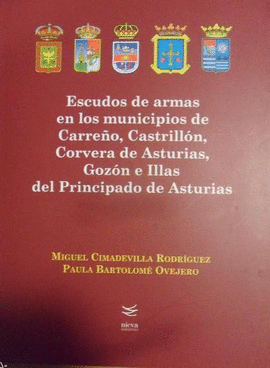 Escudos de armas
en los municipios de
Carreño, Castrillón,
Corvera de Asturias,
Gozón e Illas
del Principado de Asturias
MIGUEL CIMADEVILLA RODRÍGUEZ
PAULA BARTOLOMÉ OVEJERO
nieva